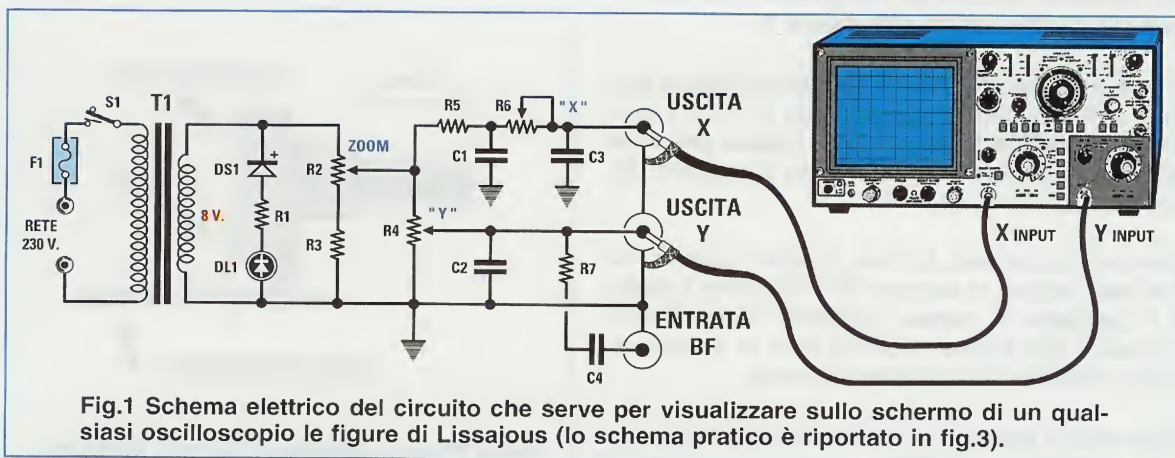 S1
T1
F1
RETE
230 V.
8 V.
DS1
+
R1
DL1
R2
ZOOM
R3
"Y"
R4
R5
R6
"X"
C1
C3
C2
R7
C4
USCITA
X
USCITA
Y
ENTRATA
BF
X INPUT
Y INPUT
Fig.1 Schema elettrico del circuito che serve per visualizzare sullo schermo di un qual-
siasi oscilloscopio le figure di Lissajous (lo schema pratico è riportato in fig.3).